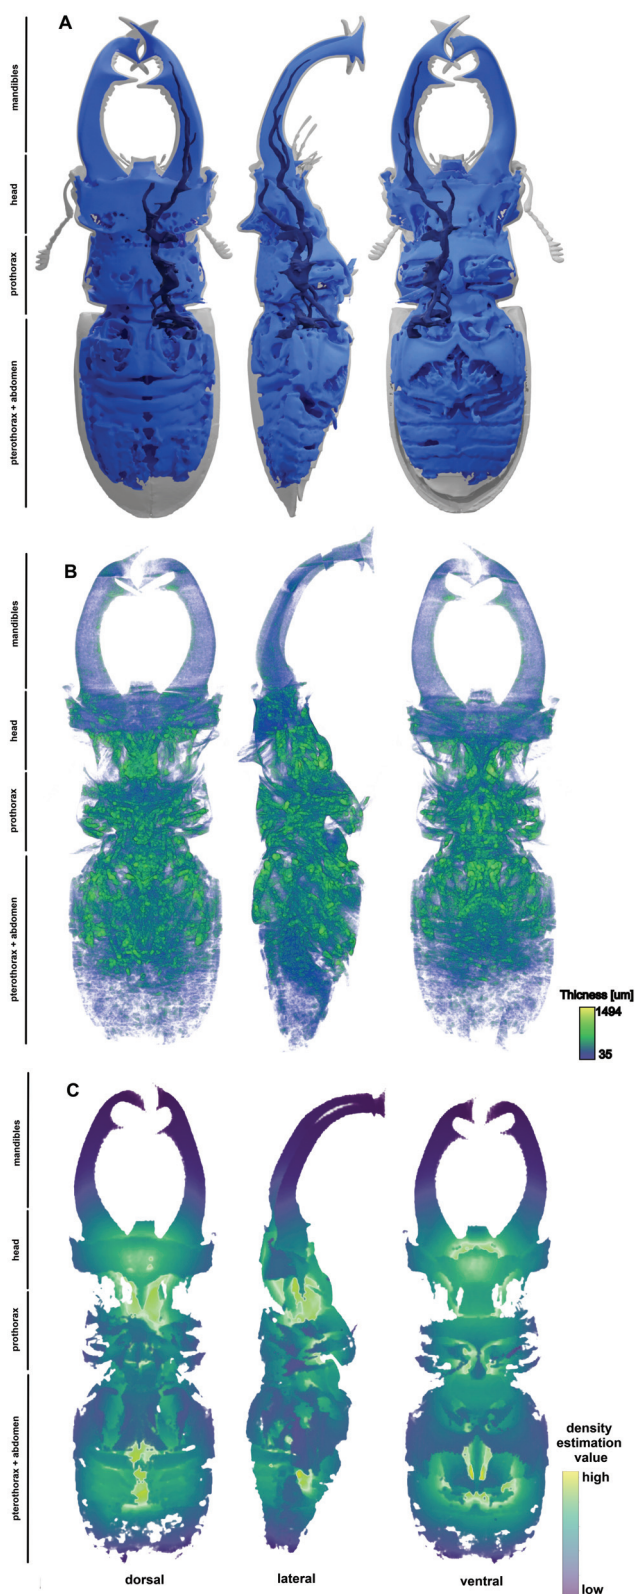 A
mandibles
head
prothorax
pterothorax + abdomen
B
mandibles
head
prothorax
pterothorax + abdomen
Thicness [um]
1494
35
C
mandibles
head
prothorax
pterothorax + abdomen
density
estimation
value
high
low
dorsal
lateral
ventral